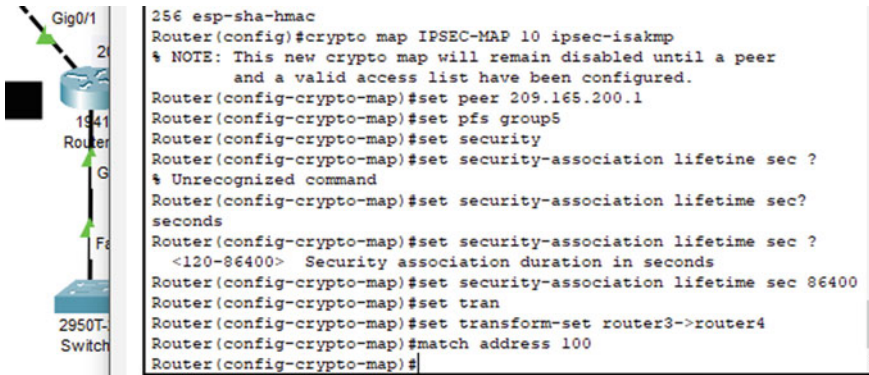 Gig0/1
20
1941
Router
G
Fa
2950T-
Switch
256 esp-sha-hmac
Router(config)#crypto map IPSEC-MAP 10 ipsec-isakmp
% NOTE: This new crypto map will remain disabled until a peer
and a valid access list have been configured.
Router(config-crypto-map)#set peer 209.165.200.1
Router(config-crypto-map)#set pfs group5
Router(config-crypto-map)#set security
Router(config-crypto-map)#set security-association lifetine sec ?
% Unrecognized command
Router(config-crypto-map)#set security-association lifetime sec?
seconds
Router(config-crypto-map)#set security-association lifetime sec ?
<120-86400> Security association duration in seconds
Router(config-crypto-map)#set security-association lifetime sec 86400
Router(config-crypto-map)#set tran
Router(config-crypto-map)#set transform-set router3->router4
Router(config-crypto-map)#match address 100
Router(config-crypto-map)#